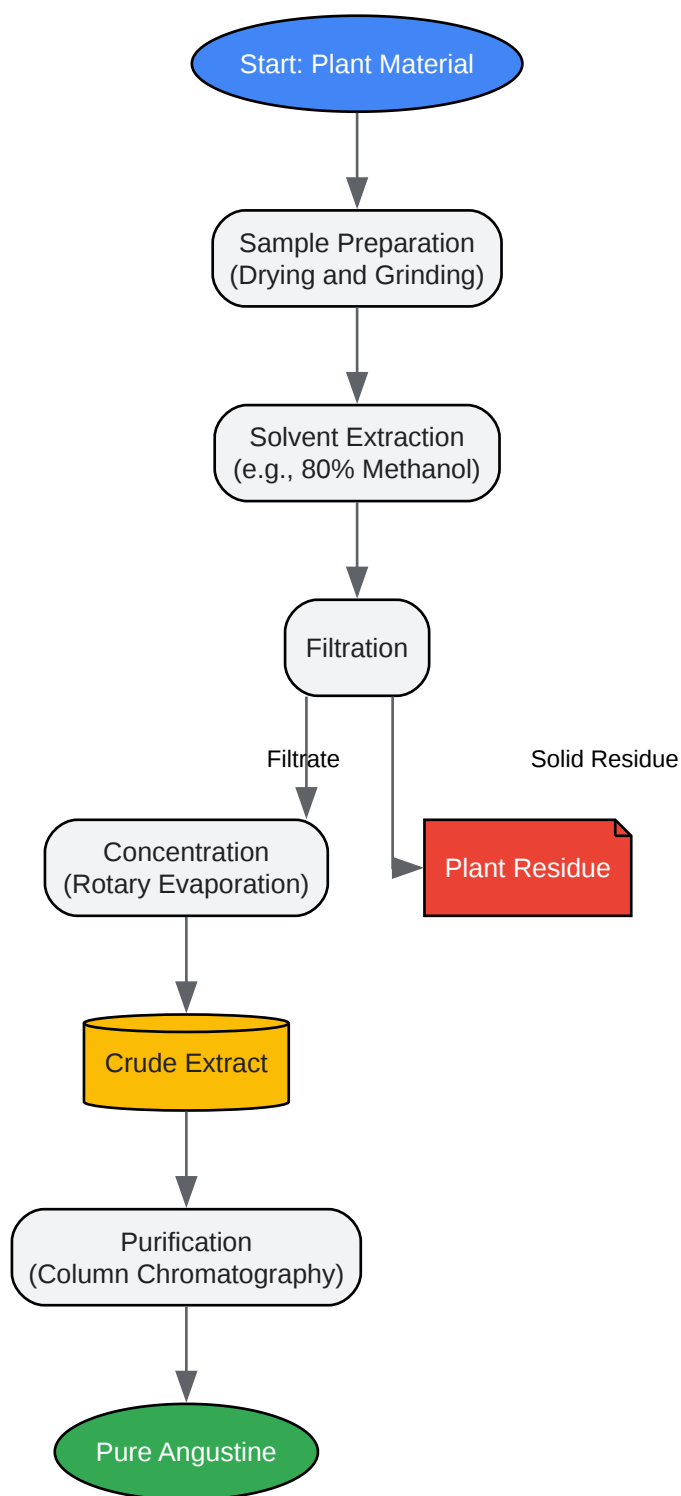 Start: Plant Material
Sample Preparation
(Drying and Grinding)
Solvent Extraction
(e.g., 80% Methanol)
Filtration
Filtrate
Solid Residue
Concentration
(Rotary Evaporation)
Plant Residue
Crude Extract
Purification
(Column Chromatography)
Pure Angustine